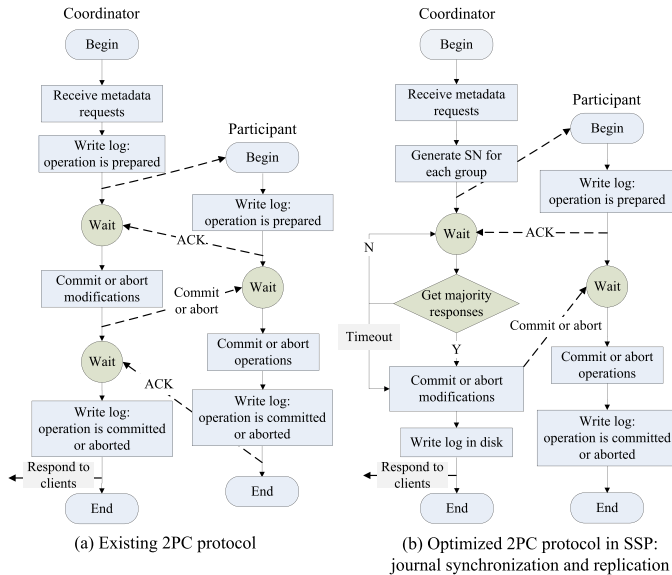 Coordinator
Begin
Receive metadata
requests
Write log:
operation is prepared
Participant
Begin
Write log:
operation is prepared
Wait
ACK
Commit or abort
modifications
Wait
Commit
or abort
Wait
Commit or abort
operations
ACK
Write log:
operation is committed
or aborted
Write log:
operation is committed
or aborted
Respond to
clients
End
End
(a) Existing 2PC protocol
Coordinator
Begin
Receive metadata
requests
Participant
Begin
Generate SN for
each group
Write log:
operation is prepared
Wait
ACK
N
Get majority
responses
Wait
Timeout
Commit or abort
Y
Commit or abort
modifications
Commit or abort
operations
Write log in disk
Write log:
operation is committed
or aborted
Respond to
clients
End
End
(b) Optimized 2PC protocol in SSP:
journal synchronization and replication